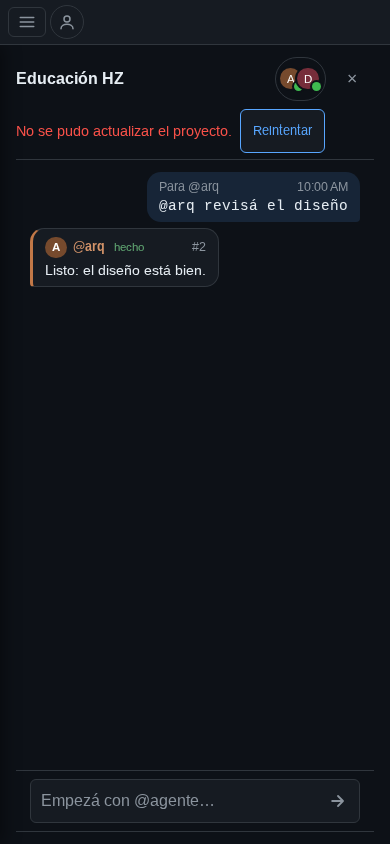 Educación HZ
A D ×
No se pudo actualizar el proyecto. ReIntentar
Para @arq 10:00 AM
@arq revisá el diseño
A @arq hecho #2
Listo: el diseño está bien.
Empezá con @agente…